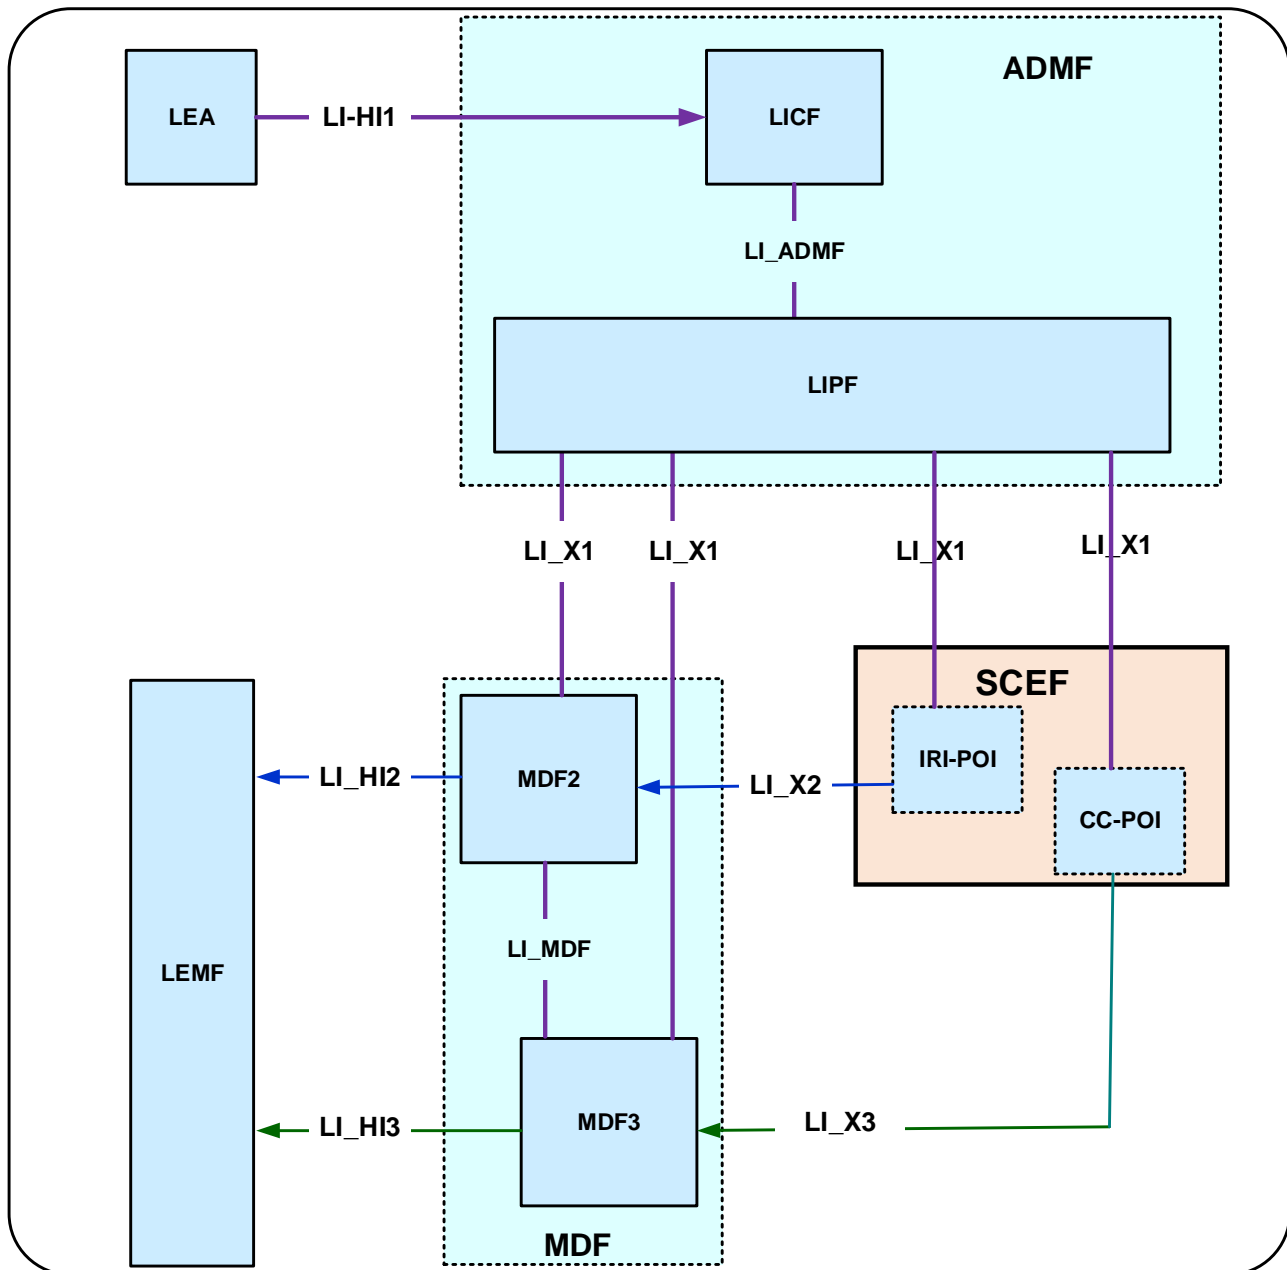 ADMF
LEA
LI-HI1
LICF
LI_ADMF
LIPF
LI_X1
LI_X1
LI_X1
LI_X1
SCEF
IRI-POI
MDF2
LI_HI2
LI_X2
CC-POI
LI_MDF
LEMF
MDF3
LI_HI3
LI_X3
MDF